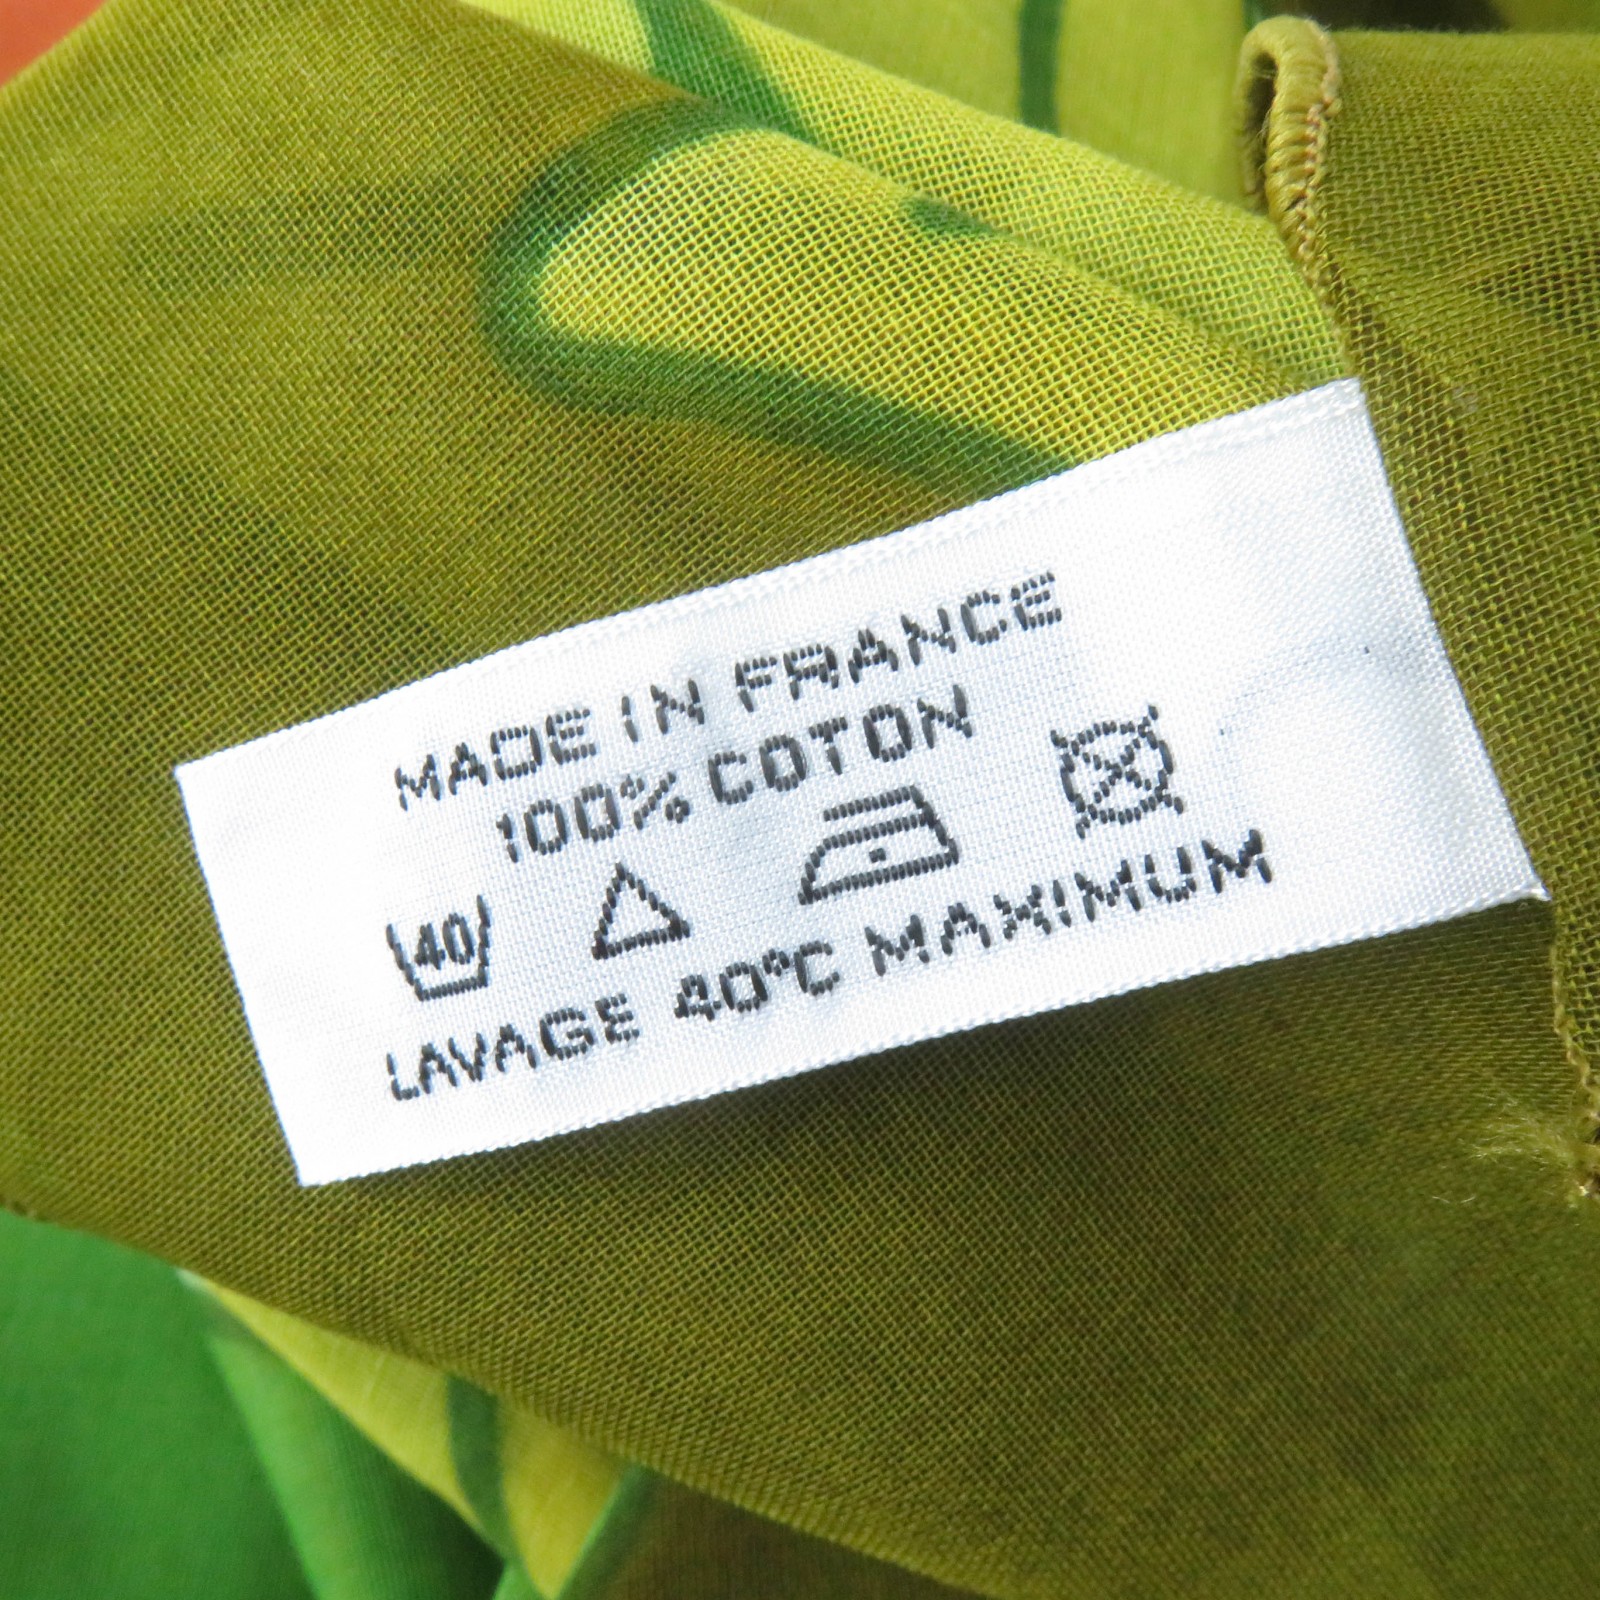 MADE IN FRANCE
100% COTON
40
LAVAGE 40°C MAXIMUM